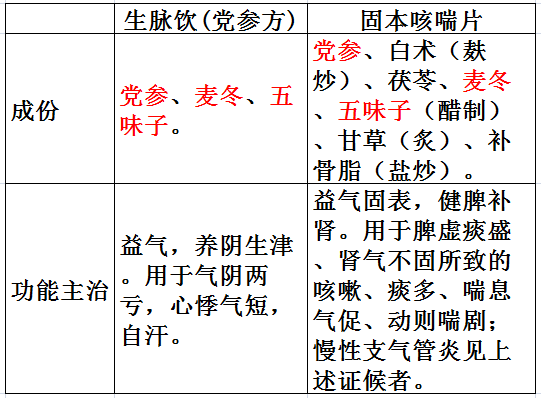 生脉饮(党参方)
固本咳喘片
成份
党参、麦冬、五
味子。
党参、白术（麸
炒）、茯苓、麦冬
、五味子（醋制）
、甘草（炙）、补
骨脂（盐炒）。
功能主治
益气，养阴生津
。用于气阴两
亏，心悸气短，
自汗。
益气固表，健脾补
肾。用于脾虚痰盛
、肾气不固所致的
咳嗽、痰多、喘息
气促、动则喘剧；
慢性支气管炎见上
述证候者。